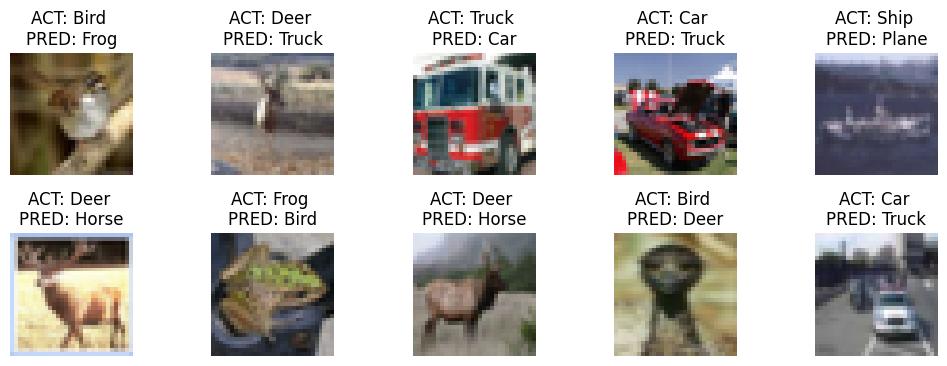 ACT: Bird
PRED: Frog
ACT: Deer
PRED: Truck
ACT: Truck
PRED: Car
ACT: Car
PRED: Truck
ACT: Ship
PRED: Plane
ACT: Deer
PRED: Horse
ACT: Frog
PRED: Bird
ACT: Deer
PRED: Horse
ACT: Bird
PRED: Deer
ACT: Car
PRED: Truck